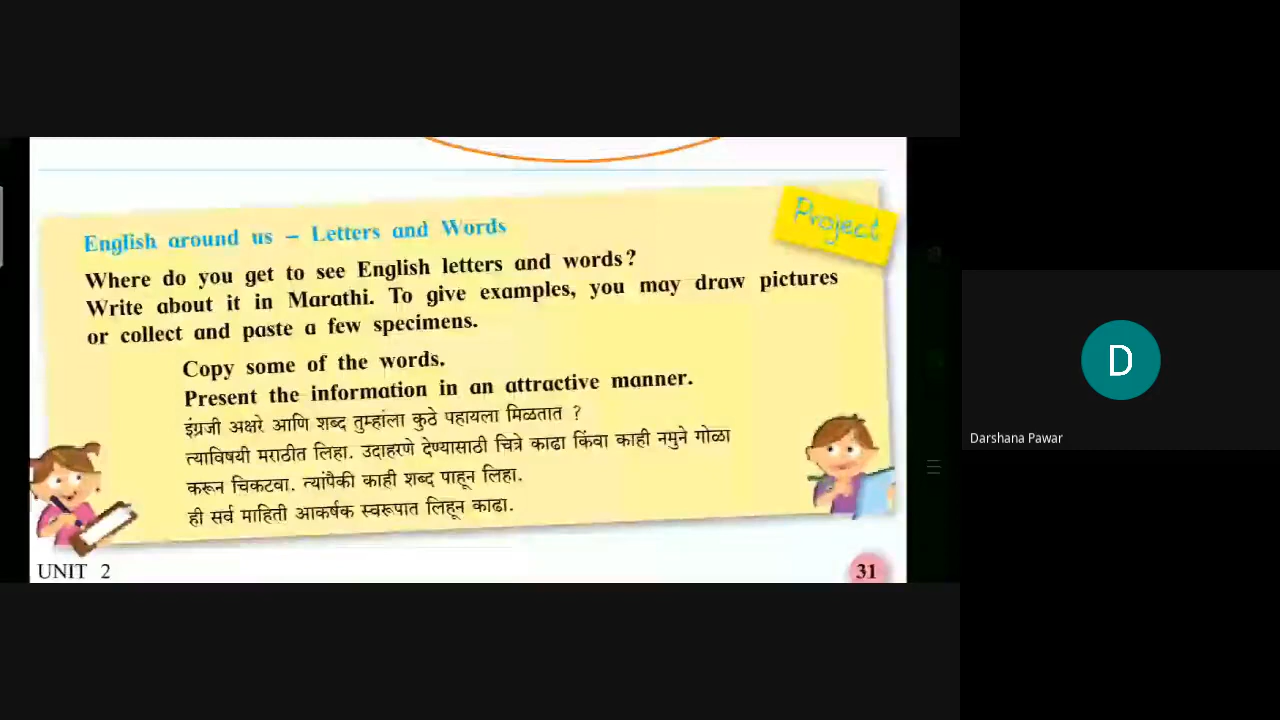 Project
English around us – Letters and Words
Where do you get to see English letters and words?
Write about it in Marathi. To give examples, you may draw pictures
or collect and paste a few specimens.
Copy some of the words.
Present the information in an attractive manner.
इंग्रजी अक्षरे आणि शब्द तुम्हांला कुठे पहायला मिळतात ?
त्याविषयी मराठीत लिहा. उदाहरणे देण्यासाठी चित्रे काढा किंवा काही नमुने गोळा
करून चिकटवा. त्यांपैकी काही शब्द पाहून लिहा.
ही सर्व माहिती आकर्षक स्वरूपात लिहून काढा.
UNIT 2
31
D
Darshana Pawar